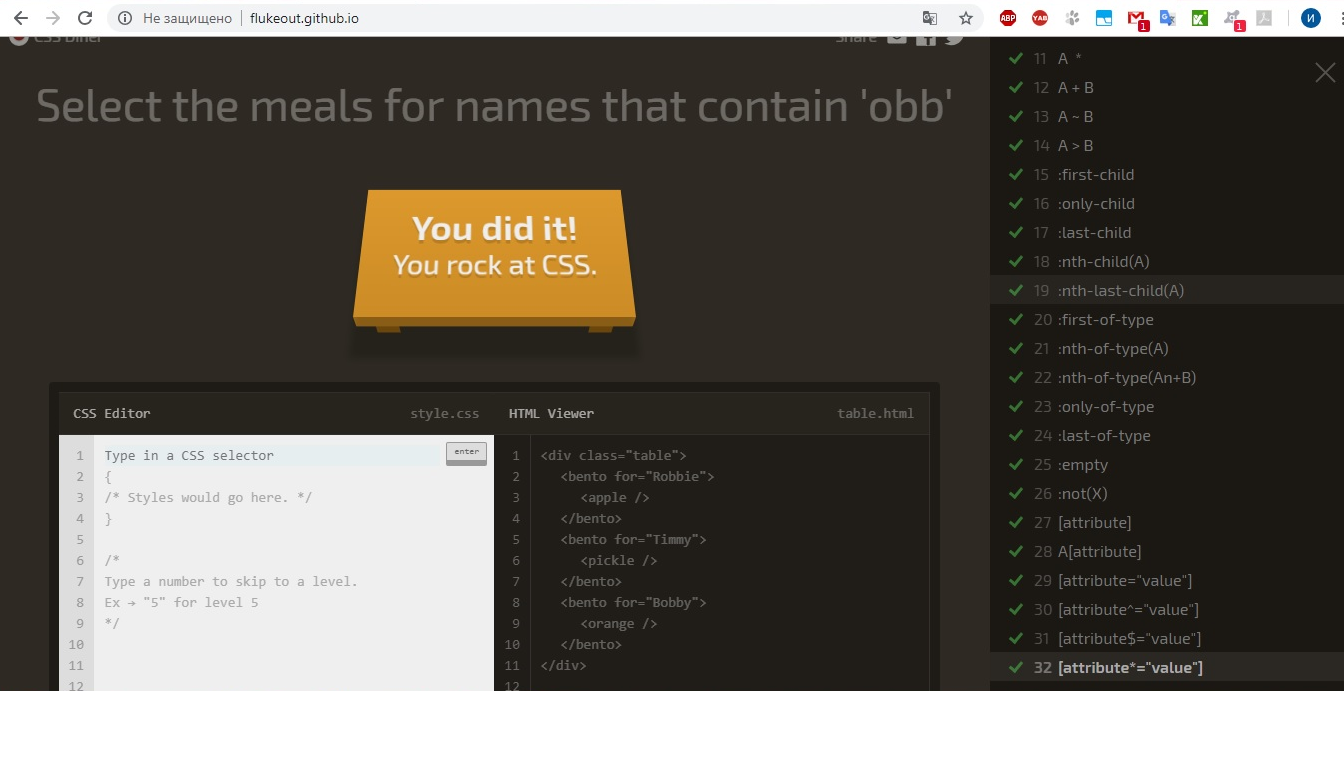 Не защищено flukeout.github.io
CSS Diner
Share
Select the meals for names that contain 'obb'
You did it!
You rock at CSS.
CSS Editor style.css
1 Type in a CSS selector enter
2 {
3 /* Styles would go here. */
4 }
5
6 /*
7 Type a number to skip to a level.
8 Ex → "5" for level 5
9 */
10
11
12
HTML Viewer table.html
1 <div class="table">
2 <bento for="Robbie">
3 <apple />
4 </bento>
5 <bento for="Timmy">
6 <pickle />
7 </bento>
8 <bento for="Bobby">
9 <orange />
10 </bento>
11 </div>
12
11 A *
12 A + B
13 A ~ B
14 A > B
15 :first-child
16 :only-child
17 :last-child
18 :nth-child(A)
19 :nth-last-child(A)
20 :first-of-type
21 :nth-of-type(A)
22 :nth-of-type(An+B)
23 :only-of-type
24 :last-of-type
25 :empty
26 :not(X)
27 [attribute]
28 A[attribute]
29 [attribute="value"]
30 [attribute^="value"]
31 [attribute$="value"]
32 [attribute*="value"]
ABP
YAB
1
1
И